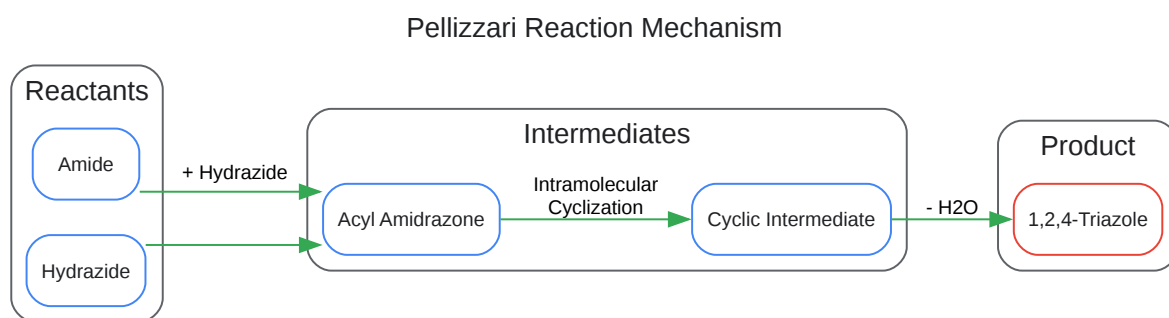 Pellizzari Reaction Mechanism
Reactants
Amide
Hydrazide
+ Hydrazide
Intermediates
Acyl Amidrazone
Intramolecular
Cyclization
Cyclic Intermediate
- H2O
Product
1,2,4-Triazole